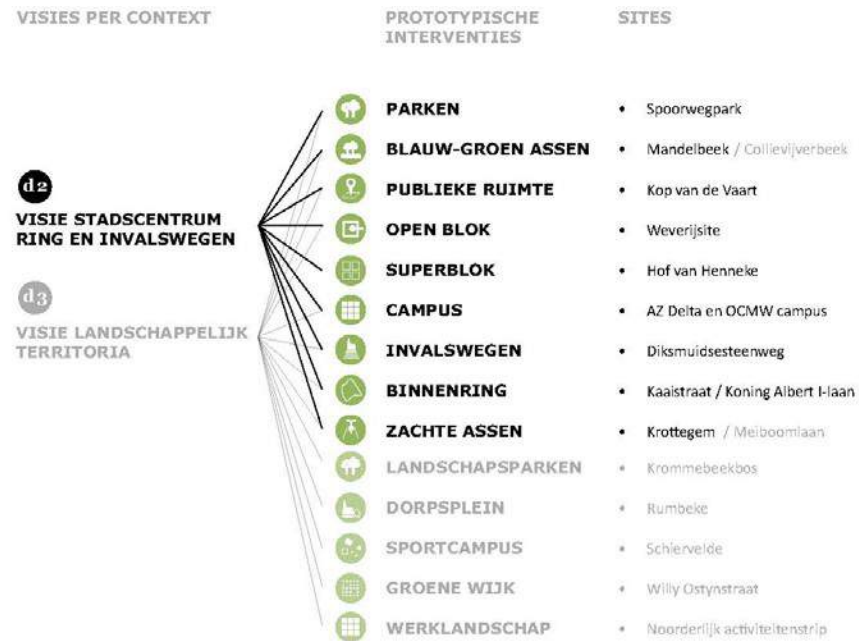 VISIES PER CONTEXT
PROTOTYPISCHE
INTERVENTIES
SITES
d2
VISIE STADSCENTRUM
RING EN INVALSWEGEN
d3
VISIE LANDSCHAPPELIJK
TERRITORIA
PARKEN
• Spoorwegpark
BLAUW-GROEN ASSEN
• Mandelbeek / Collievijverbeek
PUBLIEKE RUIMTE
• Kop van de Vaart
OPEN BLOK
• Weverijsite
SUPERBLOK
• Hof van Henneke
CAMPUS
• AZ Delta en OCMW campus
INVALSWEGEN
• Diksmuidsesteenweg
BINNENRING
• Kaaistraat / Koning Albert I-laan
ZACHTE ASSEN
• Krottegem / Meiboomlaan
LANDSCHAPSPARKEN
• Krommebeekbos
DORPSPLEIN
• Rumbeke
SPORTCAMPUS
• Schiervelde
GROENE WIJK
• Willy Ostynstraat
WERKLANDSCHAP
• Noorderlijk activiteitenstrip